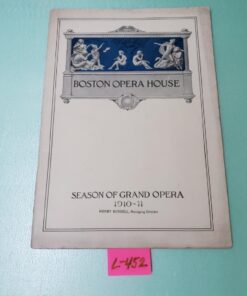 BOSTON OPERA HOUSE
SEASON OF GRAND OPERA
1910-11
HENRY RUSSELL, Managing Director
L-452